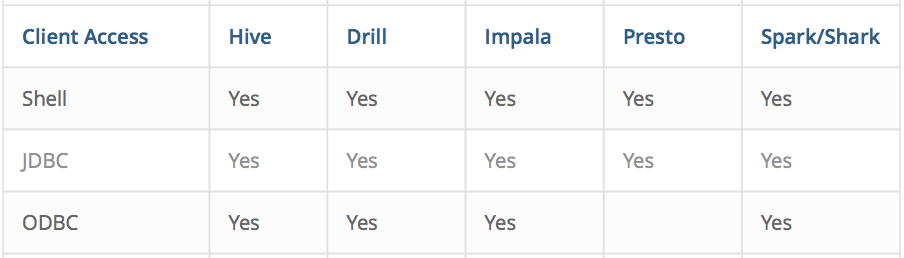 Client Access Hive Drill Impala Presto Spark/Shark
Shell Yes Yes Yes Yes Yes
JDBC Yes Yes Yes Yes Yes
ODBC Yes Yes Yes Yes